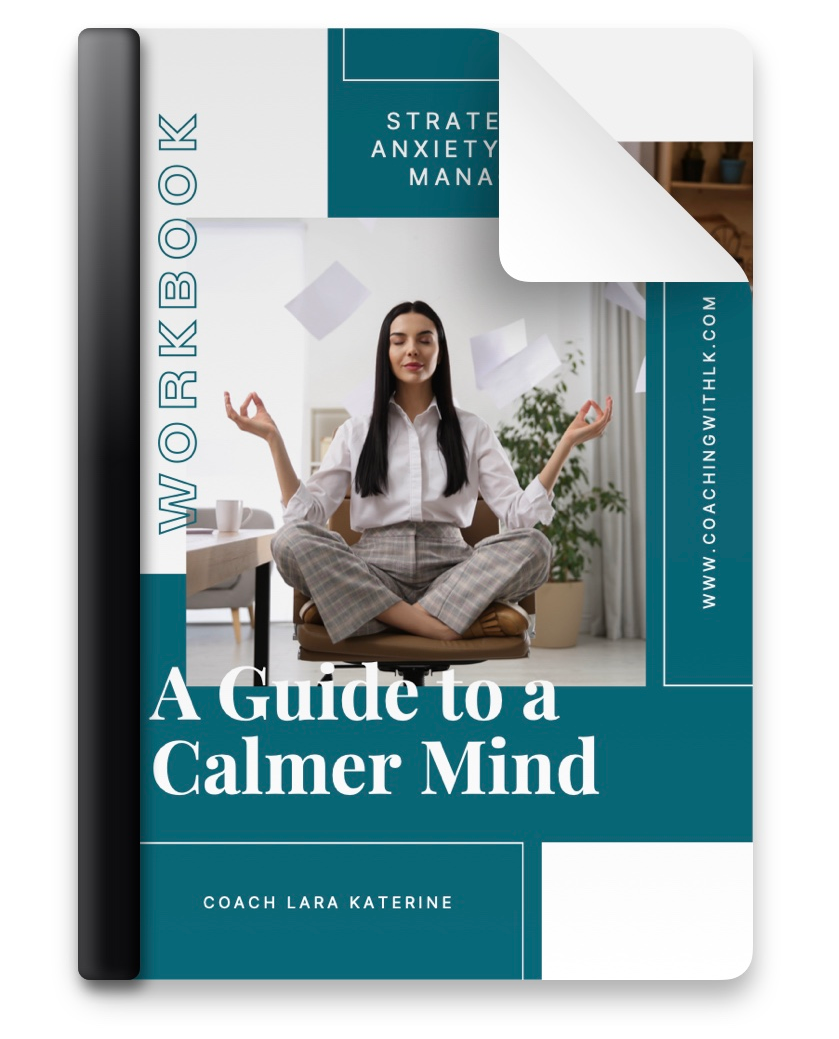 STRATE
ANXIETY
MANA
WORKBOOK
WWW.COACHINGWITHLK.COM
A Guide to a
Calmer Mind
COACH LARA KATERINE